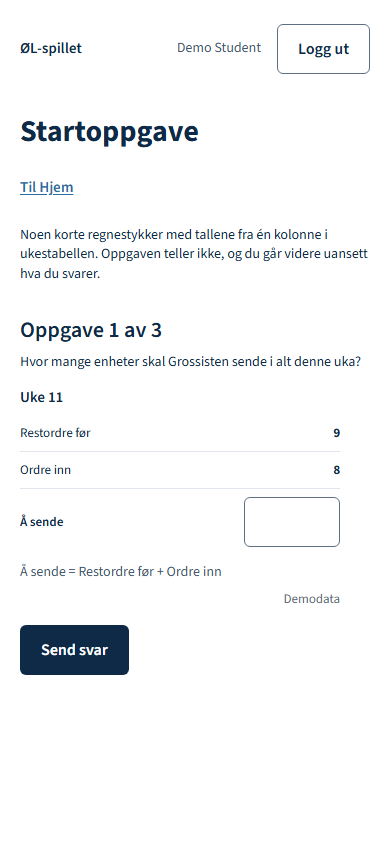 ØL-spillet
Demo Student
Logg ut
Startoppgave
Til Hjem
Noen korte regnestykker med tallene fra én kolonne i
ukestabellen. Oppgaven teller ikke, og du går videre uansett
hva du svarer.
Oppgave 1 av 3
Hvor mange enheter skal Grossisten sende i alt denne uka?
Uke 11
Restordre før 9
Ordre inn 8
Å sende
Å sende = Restordre før + Ordre inn
Demodata
Send svar